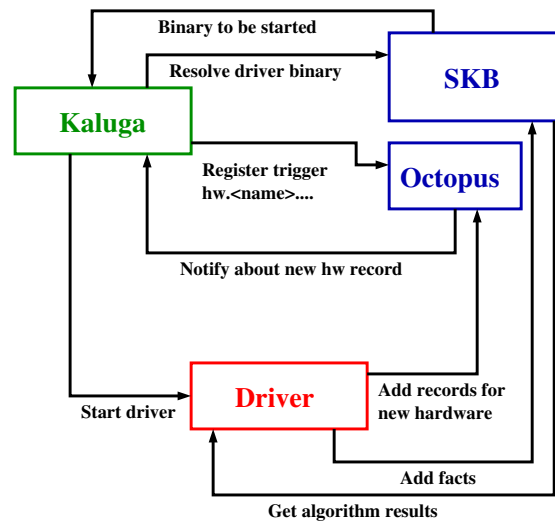 Binary to be started
Resolve driver binary
SKB
Kaluga
Register trigger
hw.<name>....
Octopus
Notify about new hw record
Driver
Add records for
new hardware
Start driver
Add facts
Get algorithm results